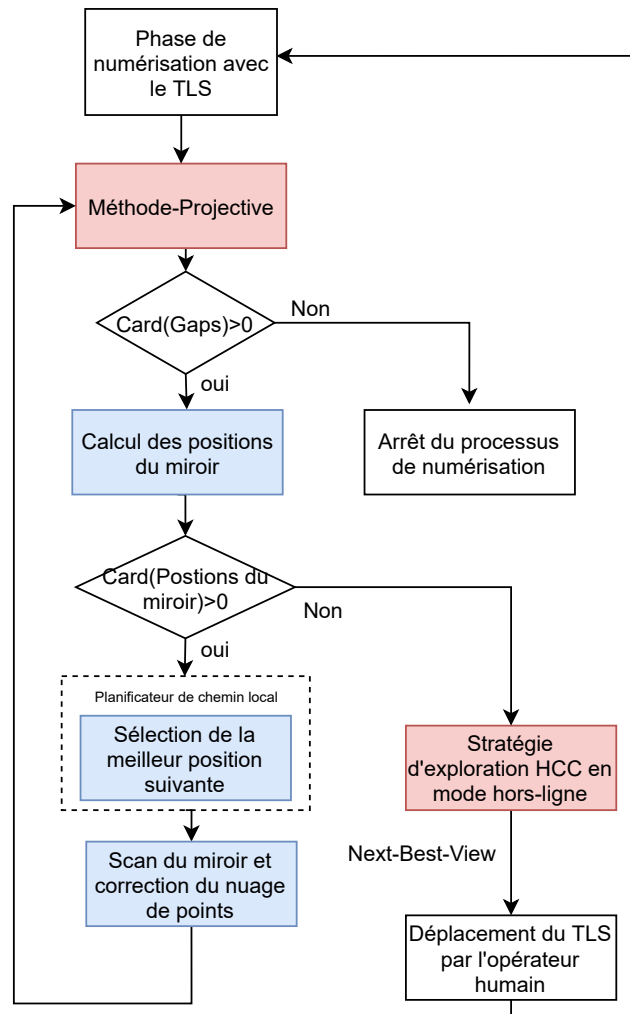 Phase de
numérisation avec
le TLS
Méthode-Projective
Card(Gaps)>0
Non
oui
Calcul des positions
du miroir
Arrêt du processus
de numérisation
Card(Postions du
miroir)>0
Non
oui
Planificateur de chemin local
Sélection de la
meilleur position
suivante
Stratégie
d'exploration HCC en
mode hors-ligne
Scan du miroir et
correction du nuage
de points
Next-Best-View
Déplacement du TLS
par l'opérateur
humain